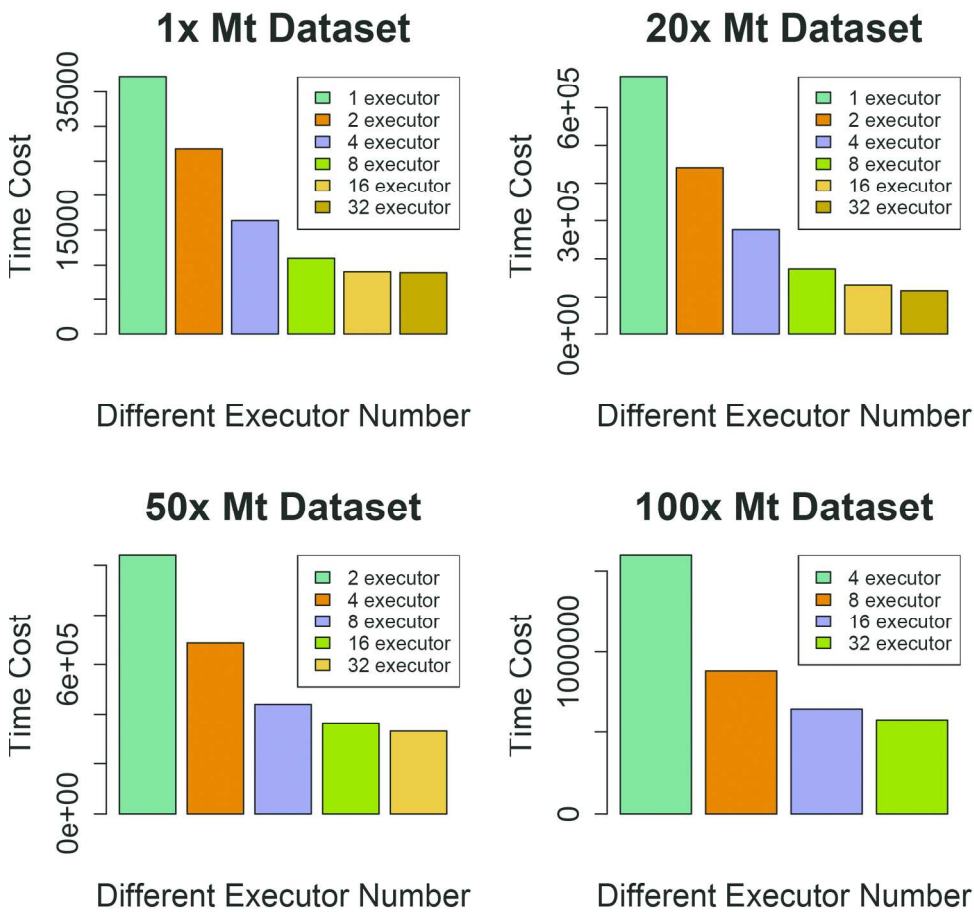 1x Mt Dataset
Time Cost
35000
15000
0
1 executor
2 executor
4 executor
8 executor
16 executor
32 executor
Different Executor Number
20x Mt Dataset
Time Cost
6e+05
3e+05
0e+00
1 executor
2 executor
4 executor
8 executor
16 executor
32 executor
Different Executor Number
50x Mt Dataset
Time Cost
6e+05
0e+00
2 executor
4 executor
8 executor
16 executor
32 executor
Different Executor Number
100x Mt Dataset
Time Cost
1000000
0
4 executor
8 executor
16 executor
32 executor
Different Executor Number